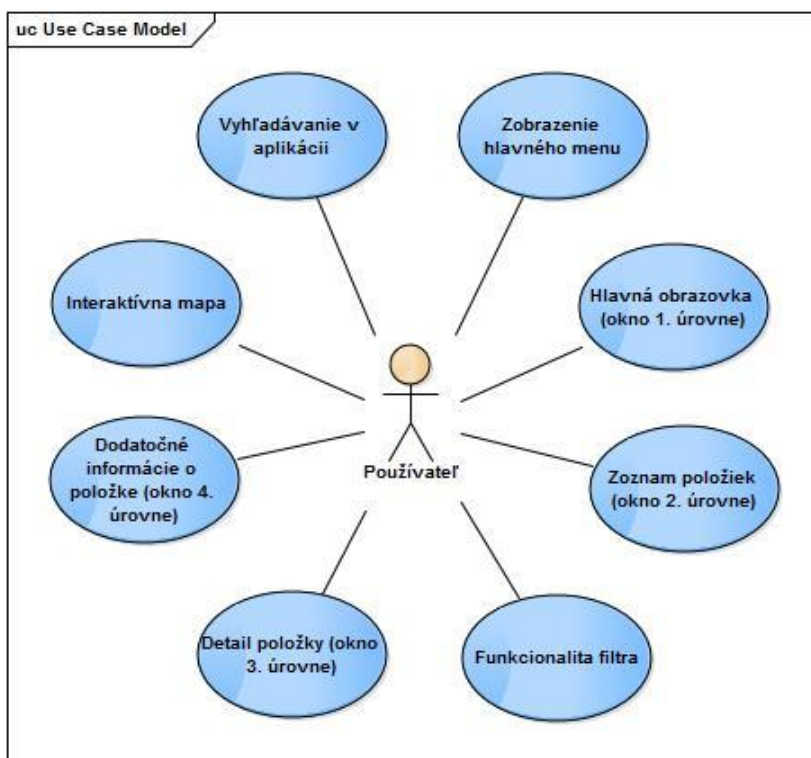 uc Use Case Model
Vyhľadávanie v
aplikácii
Zobrazenie
hlavného menu
Interaktívna mapa
Hlavná obrazovka
(okno 1. úrovne)
Používateľ
Dodatočné
informácie o
položke (okno 4.
úrovne)
Zoznam položiek
(okno 2. úrovne)
Detail položky (okno
3. úrovne)
Funkcionalita filtra